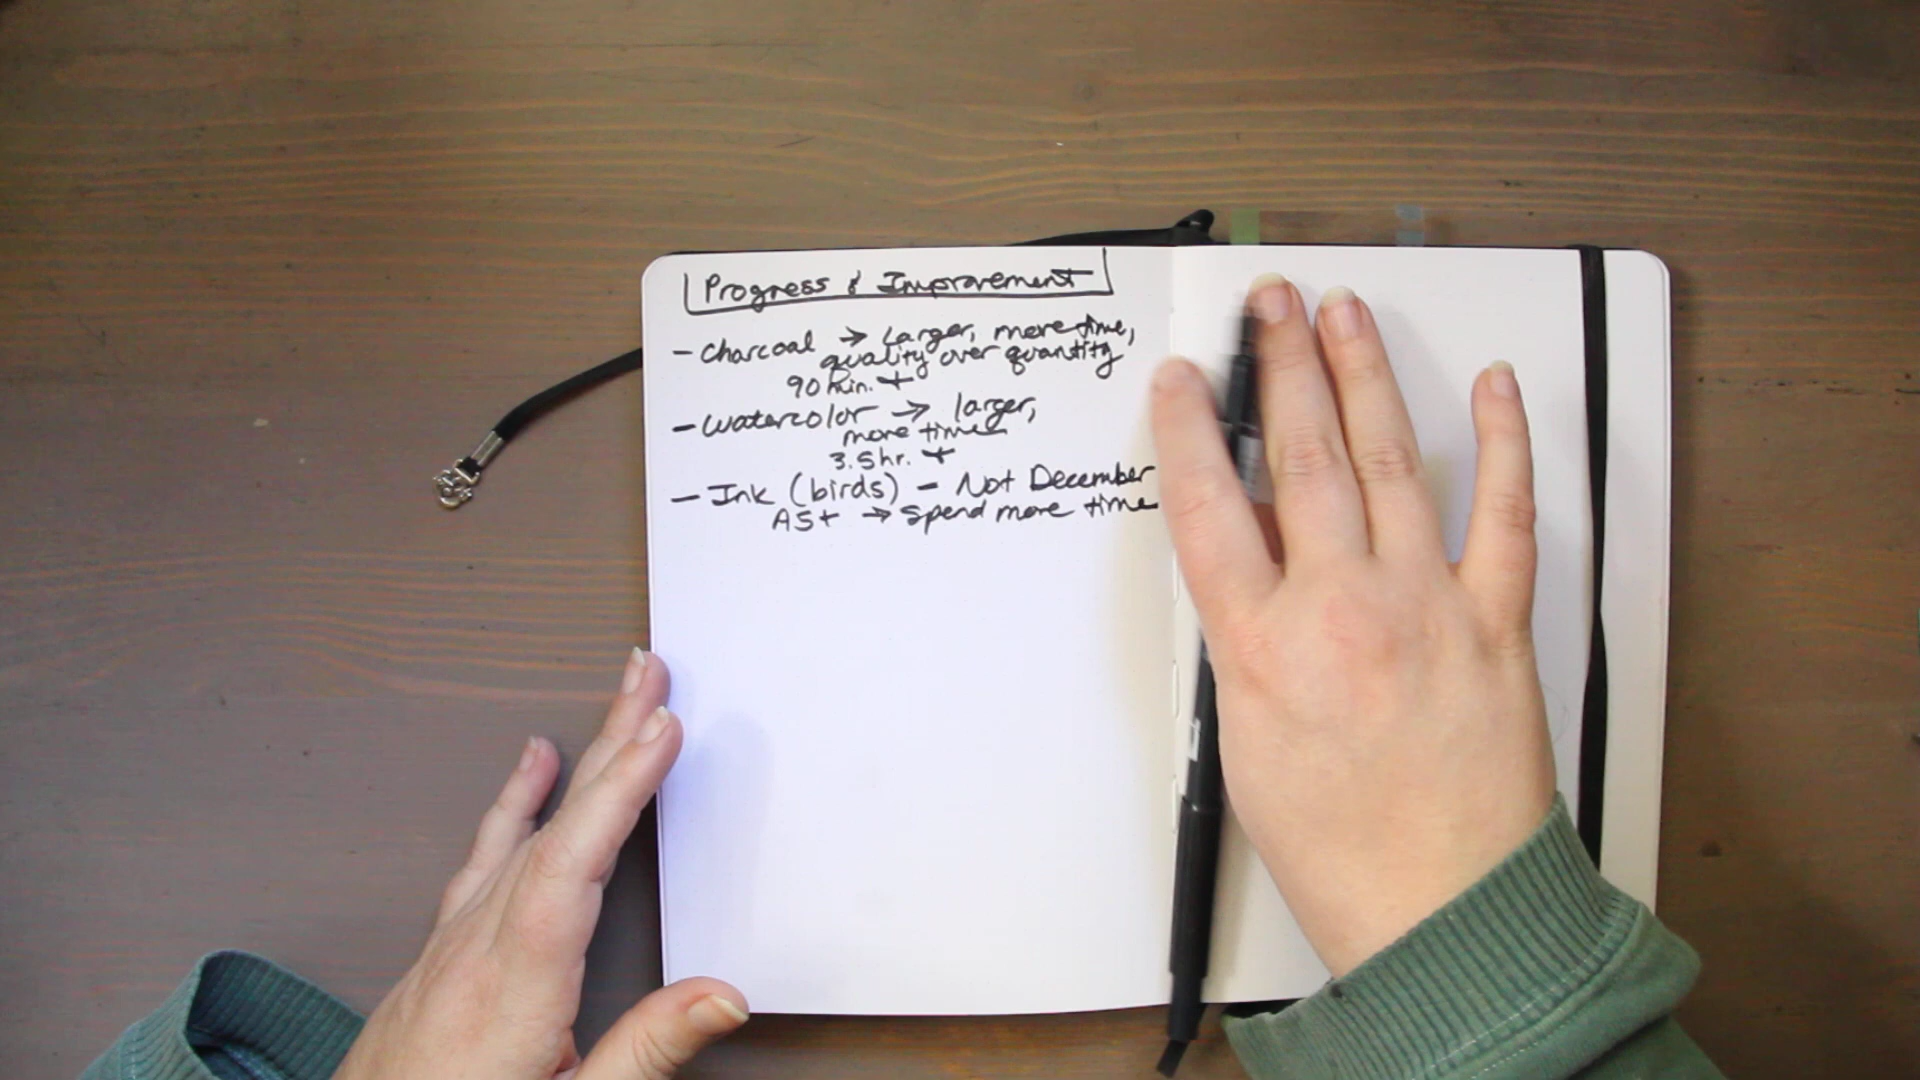 Progress & Improvement
- Charcoal → Larger, more time,
quality over quantity
90 min. +
- Watercolor → larger,
more time
3.5 hr. +
- Ink (birds) - Not December
A5+ → Spend more time